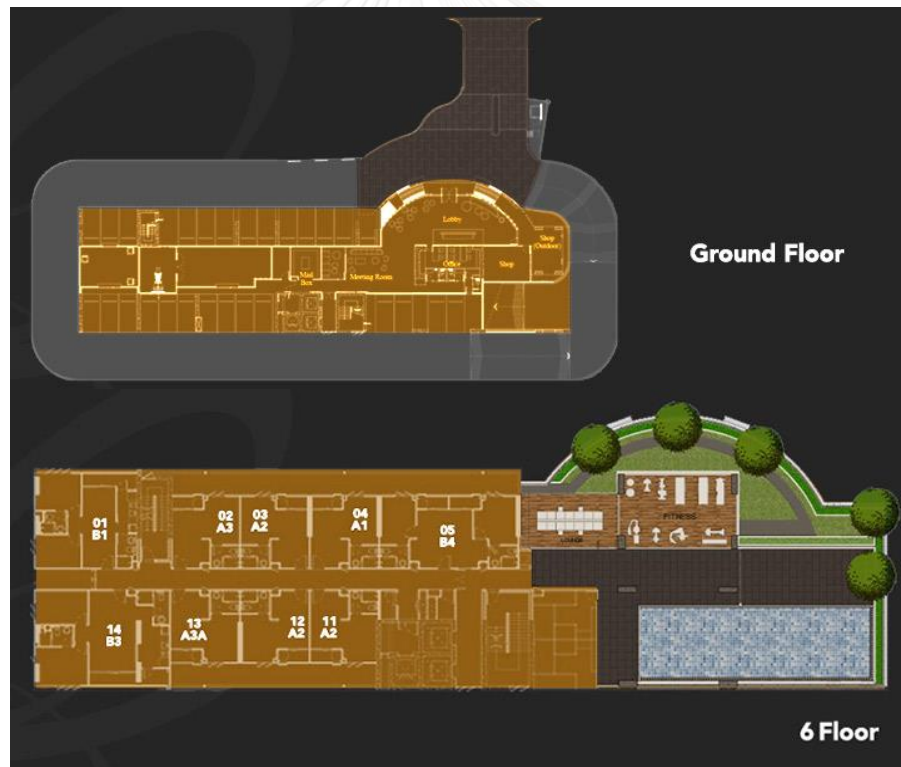 Lobby
Shop
(Outdoor)
Ground Floor
Mail
Box
Meeting Room
Office
Shop
01
B1
02
A3
03
A2
04
A1
05
B4
LOUNGE
FITNESS
14
B3
13
A3A
12
A2
11
A2
6 Floor